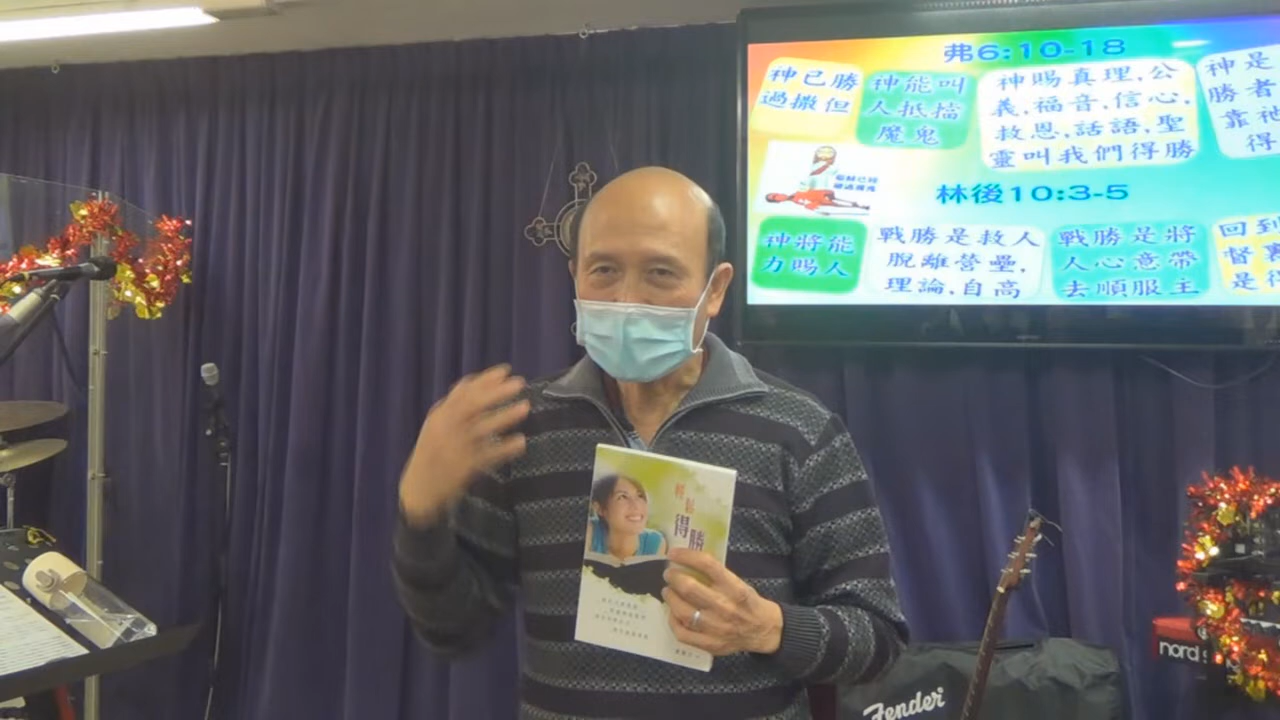 弗6:10-18
神已勝
過撒但
神能叫
人抵擋
魔鬼
神賜真理,公
義,福音,信心,
救恩,話語,聖
靈叫我們得勝
神是
勝者
靠祂
得
林後10:3-5
神將能
力賜人
戰勝是救人
脫離營壘,
理論,自高
戰勝是將
人心意帶
去順服主
回到
督裏
是得
輕鬆
得勝
Fender
nord